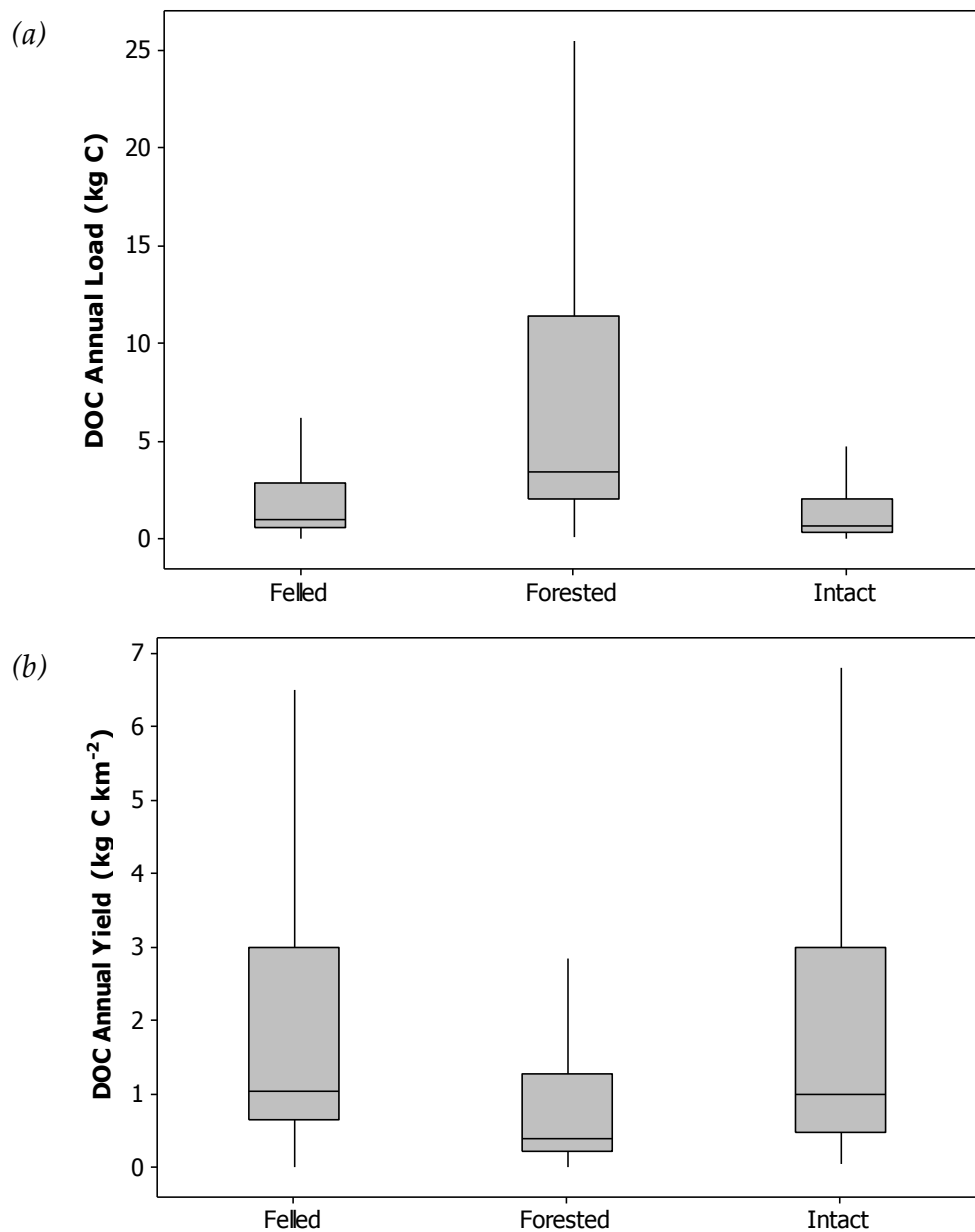 (a)
DOC Annual Load (kg C)
25
20
15
10
5
0
Felled
Forested
Intact
(b)
DOC Annual Yield (kg C km⁻²)
7
6
5
4
3
2
1
0
Felled
Forested
Intact